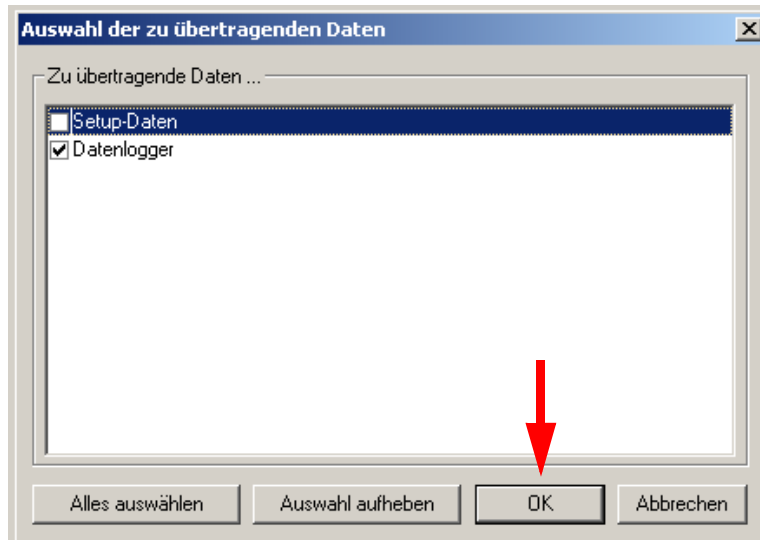 Auswahl der zu übertragenden Daten
Zu übertragende Daten ...
Setup-Daten
Datenlogger
Alles auswählen
Auswahl aufheben
OK
Abbrechen